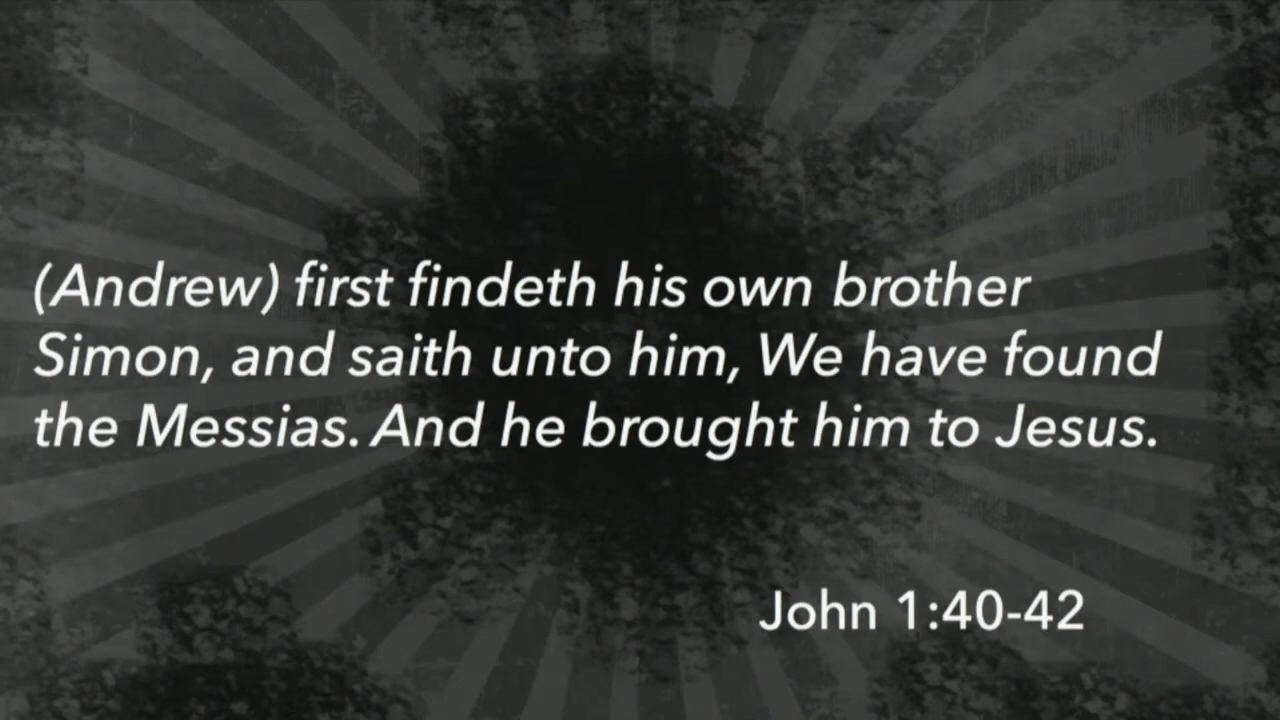 (Andrew) first findeth his own brother
Simon, and saith unto him, We have found
the Messias. And he brought him to Jesus.
John 1:40-42